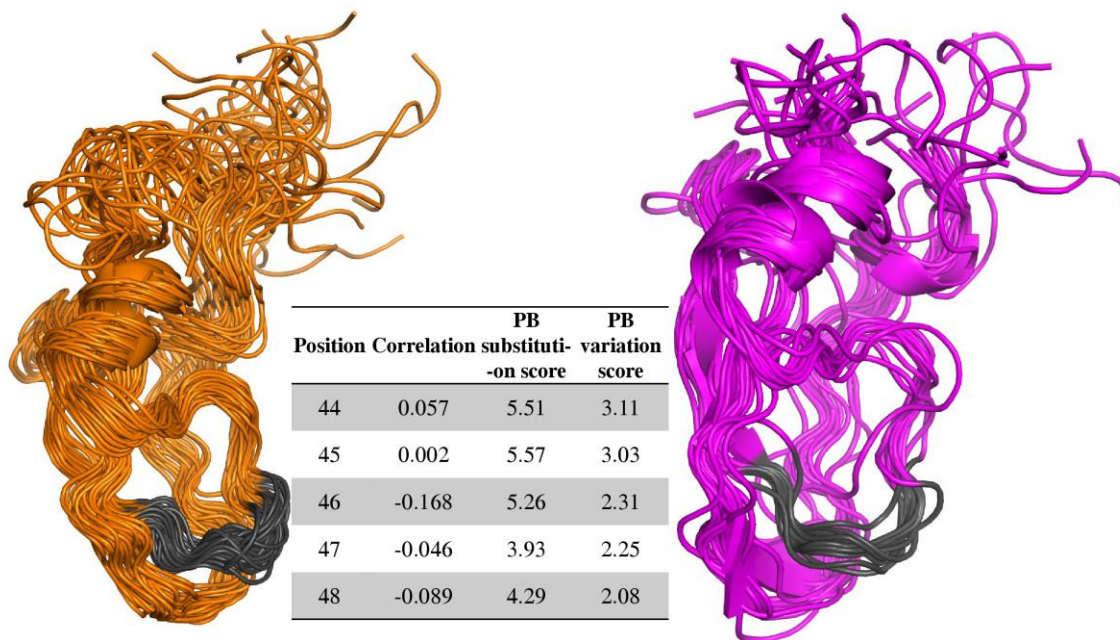 PB PB
Position Correlation substituti- variation
-on score score
44 0.057 5.51 3.11
45 0.002 5.57 3.03
46 -0.168 5.26 2.31
47 -0.046 3.93 2.25
48 -0.089 4.29 2.08